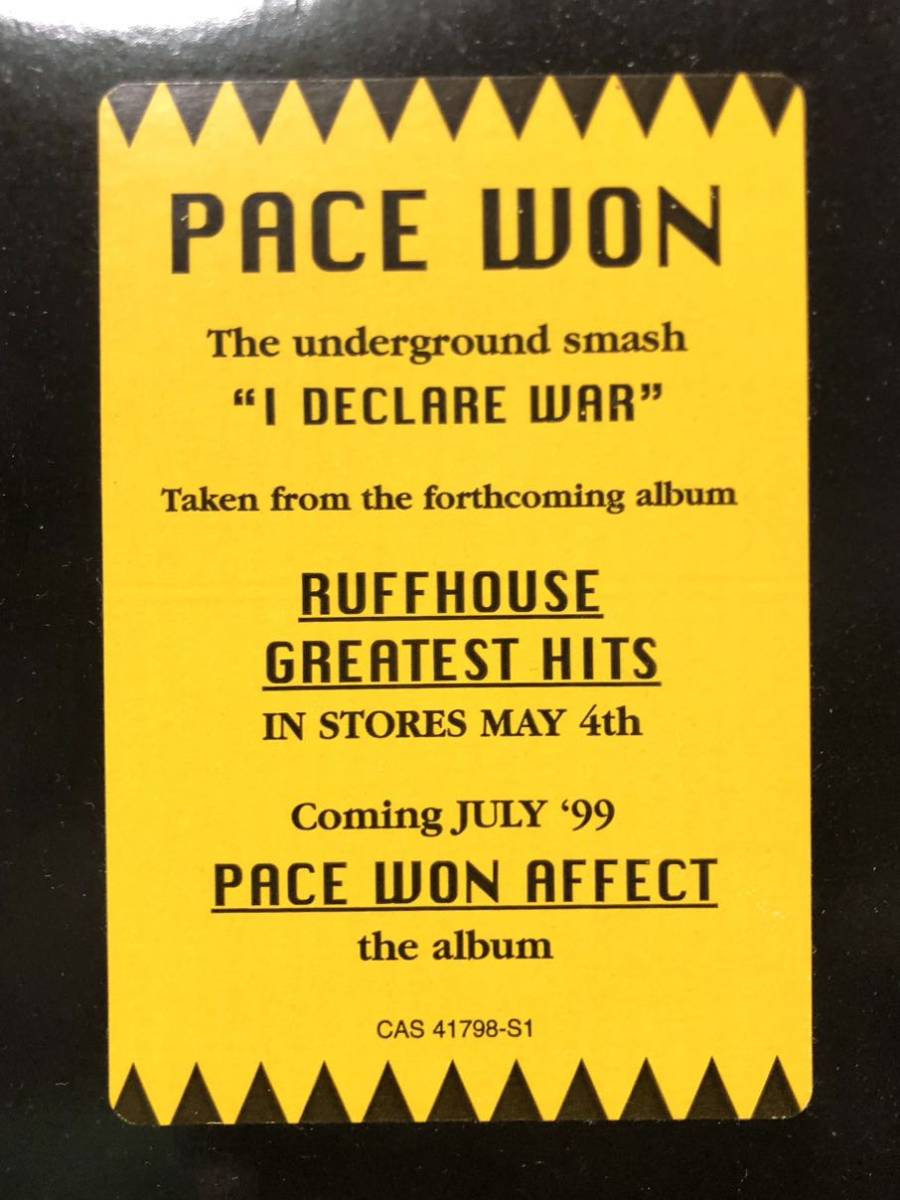 PACE WON
The underground smash
“I DECLARE WAR”
Taken from the forthcoming album
RUFFHOUSE
GREATEST HITS
IN STORES MAY 4th
Coming JULY ‘99
PACE WON AFFECT
the album
CAS 41798-S1